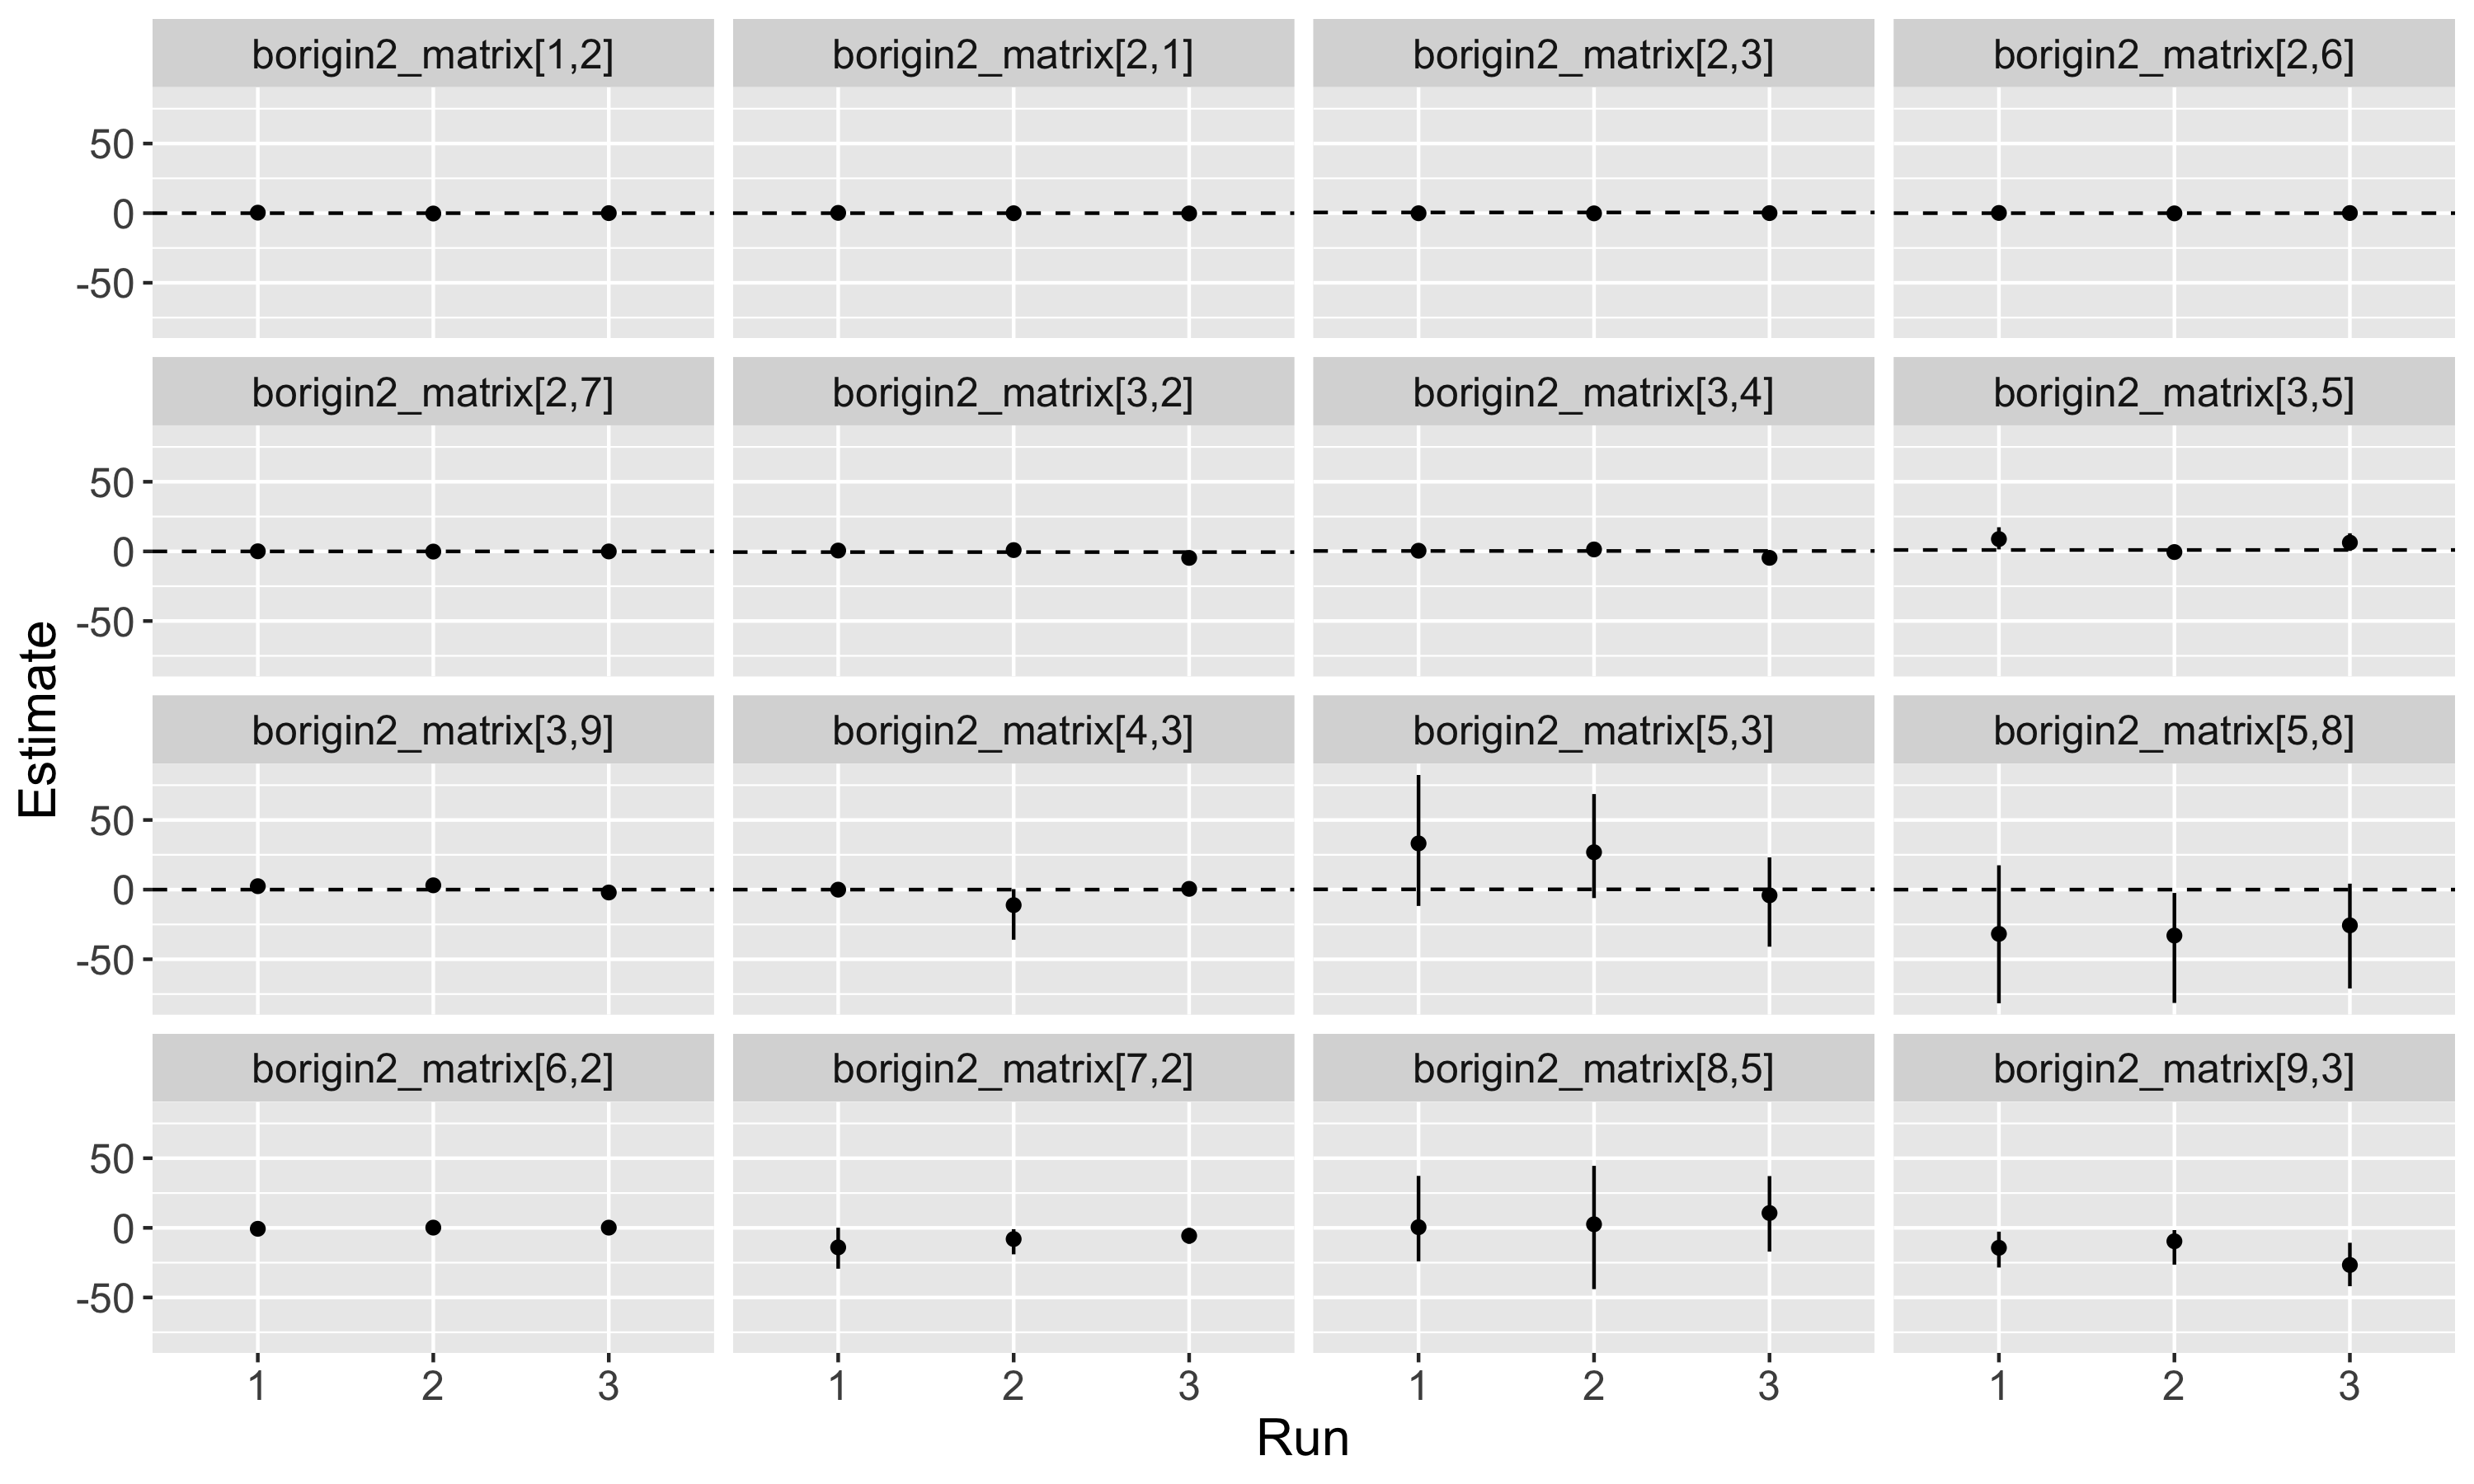 borigin2_matrix[1,2] borigin2_matrix[2,1] borigin2_matrix[2,3] borigin2_matrix[2,6]
50
0
-50
borigin2_matrix[2,7] borigin2_matrix[3,2] borigin2_matrix[3,4] borigin2_matrix[3,5]
50
0
-50
Estimate
borigin2_matrix[3,9] borigin2_matrix[4,3] borigin2_matrix[5,3] borigin2_matrix[5,8]
50
0
-50
borigin2_matrix[6,2] borigin2_matrix[7,2] borigin2_matrix[8,5] borigin2_matrix[9,3]
50
0
-50
1 2 3 1 2 3 1 2 3 1 2 3
Run